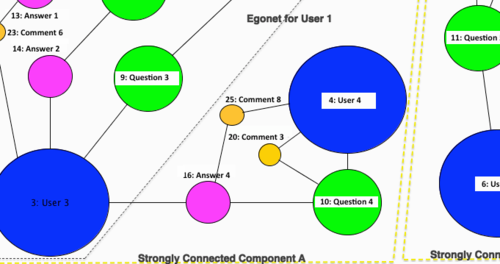 13: Answer 1
Egonet for User 1
23: Comment 6
14: Answer 2
11: Question
9: Question 3
25: Comment 8
4: User 4
20: Comment 3
16: Answer 4
6: Us
3: User 3
10: Question 4
Strongly Connected Component A
Strongly Conn